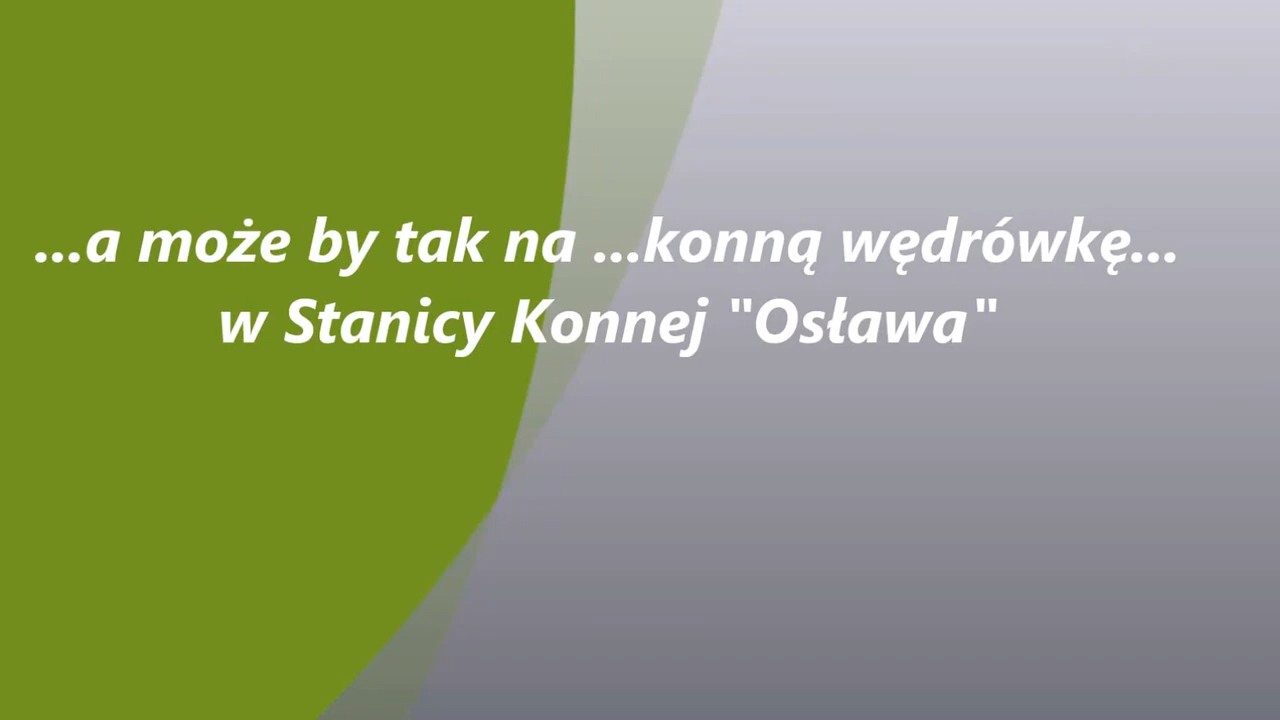 ...a może by tak na ...konną wędrówkę...
w Stanicy Konnej "Osława"